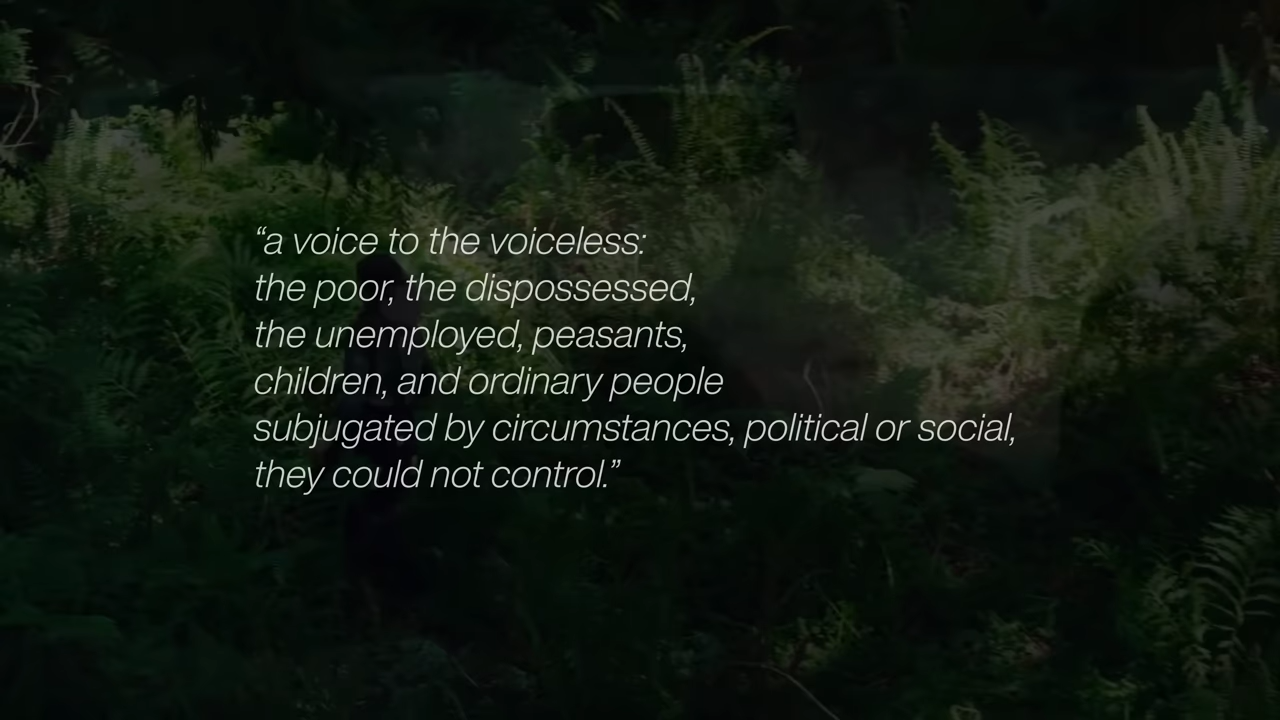 “a voice to the voiceless:
the poor, the dispossessed,
the unemployed, peasants,
children, and ordinary people
subjugated by circumstances, political or social,
they could not control.”